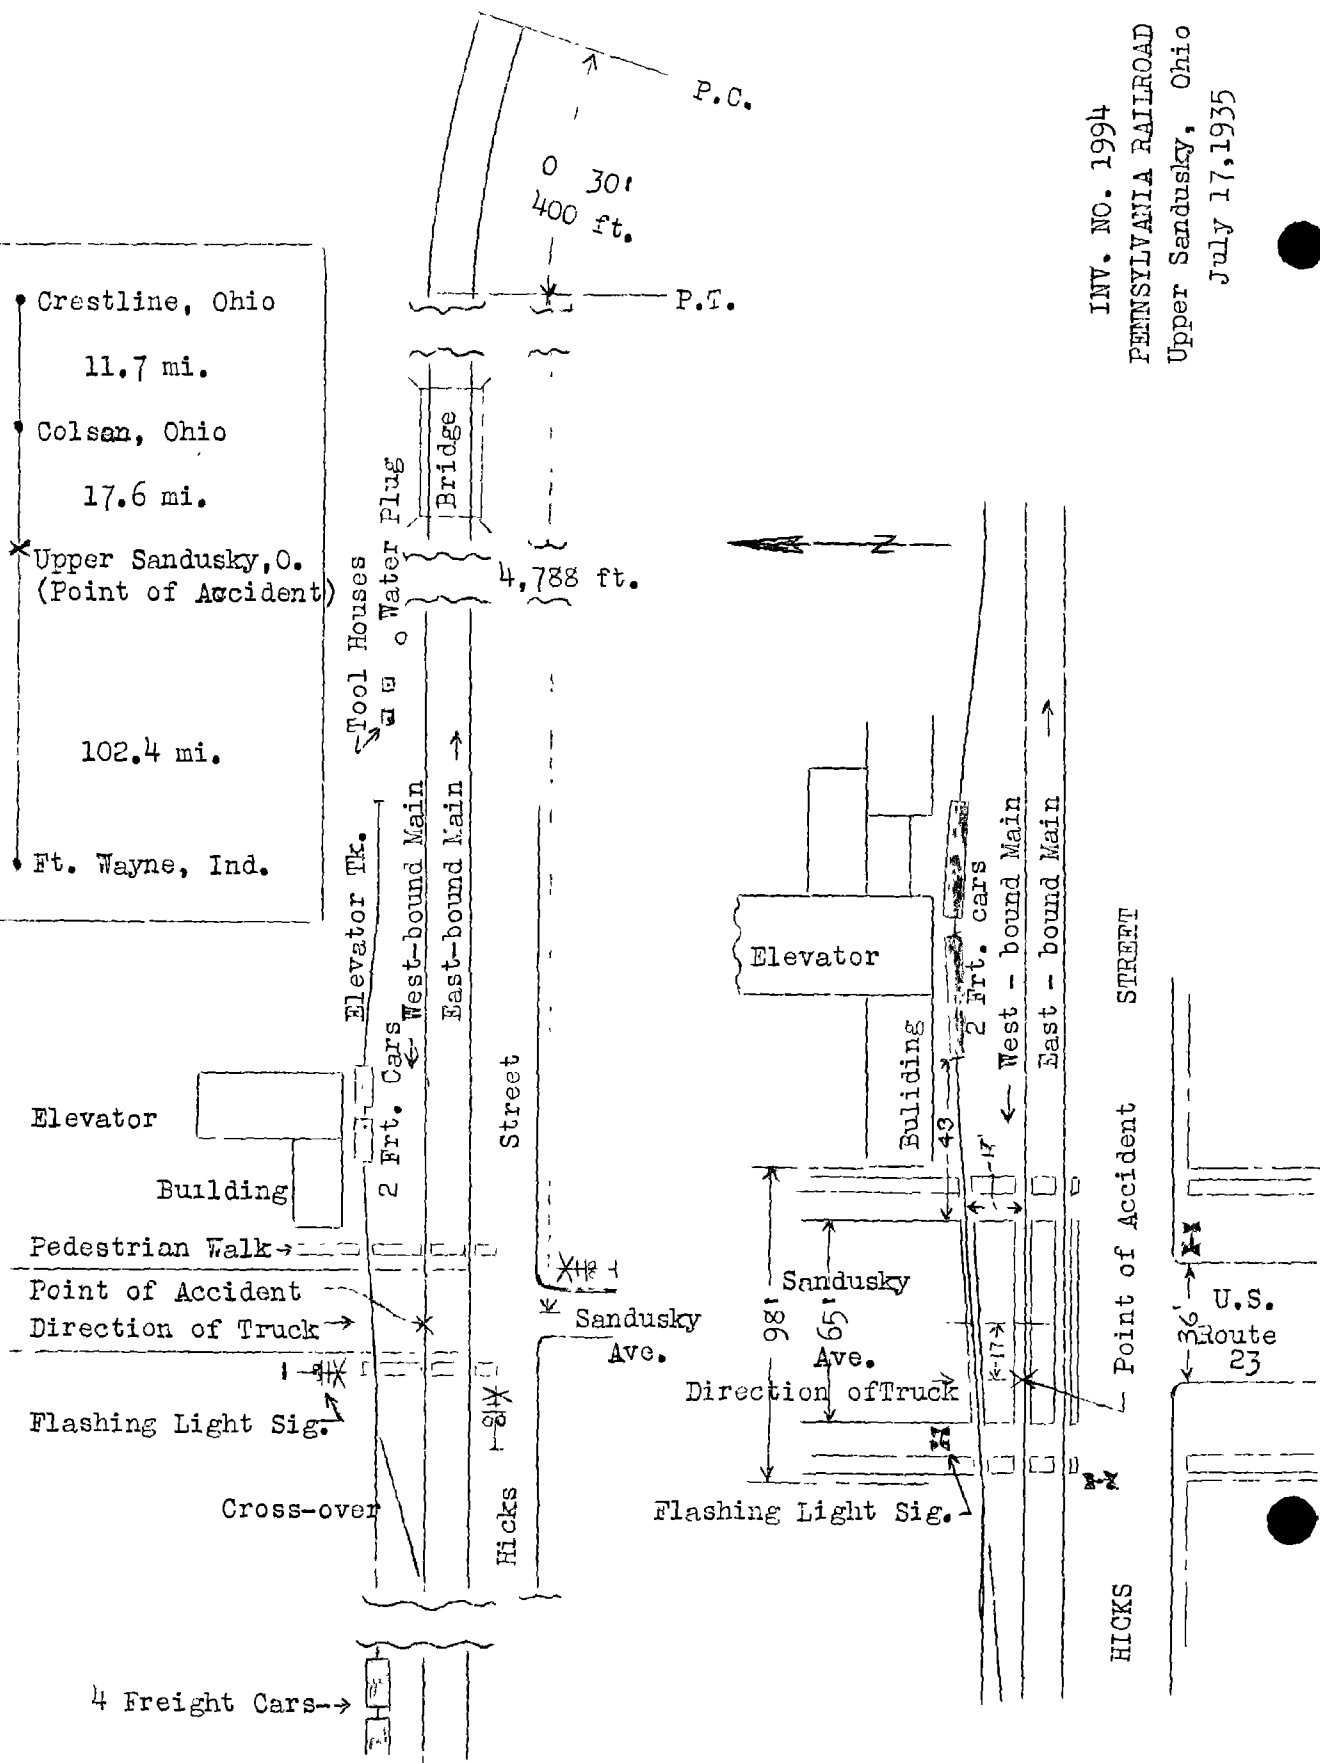 INV. NO. 1994
PENNSYLVANIA RAILROAD
Upper Sandusky, Ohio
July 17,1935
P.C.
0 30'
400 ft.
P.T.
Crestline, Ohio
11.7 mi.
Colsan, Ohio
17.6 mi.
Upper Sandusky,O.
(Point of Accident)
102.4 mi.
Ft. Wayne, Ind.
Bridge
Water Plug
Tool Houses
4,788 ft.
Elevator Tk.
West-bound Main
East-bound Main
2 Frt. Cars
Elevator
Building
Street
Pedestrian Walk
Point of Accident
Direction of Truck
Sandusky
Ave.
Flashing Light Sig.
Cross-over
Hicks
4 Freight Cars
N
Elevator
Buliding
2 Frt. cars
West - bound Main
East - bound Main
STREET
43
17'
98'
65'
Sandusky
Ave.
17
Direction ofTruck
Point of Accident
36'
U.S.
Route
23
Flashing Light Sig.
HICKS